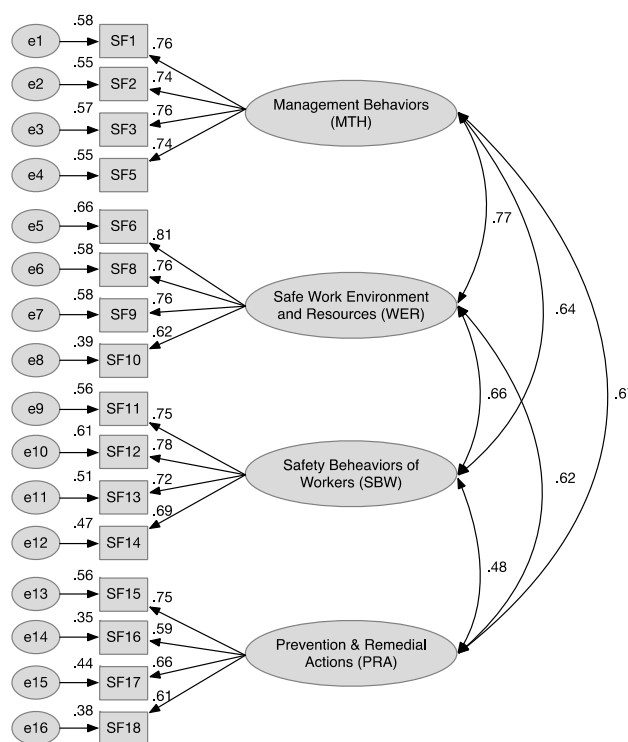 .58
e1
SF1
.76
.55
e2
SF2
.74
.57
e3
SF3
.76
.55
e4
SF5
.74
Management Behaviors
(MTH)
.66
e5
SF6
.81
.58
e6
SF8
.76
.58
e7
SF9
.76
.39
e8
SF10
.62
Safe Work Environment
and Resources (WER)
.77
.64
.67
.56
e9
SF11
.75
.61
e10
SF12
.78
.51
e11
SF13
.72
.47
e12
SF14
.69
Safety Beheaviors of
Workers (SBW)
.66
.62
.56
e13
SF15
.75
.35
e14
SF16
.59
.44
e15
SF17
.66
.38
e16
SF18
.61
Prevention & Remedial
Actions (PRA)
.48